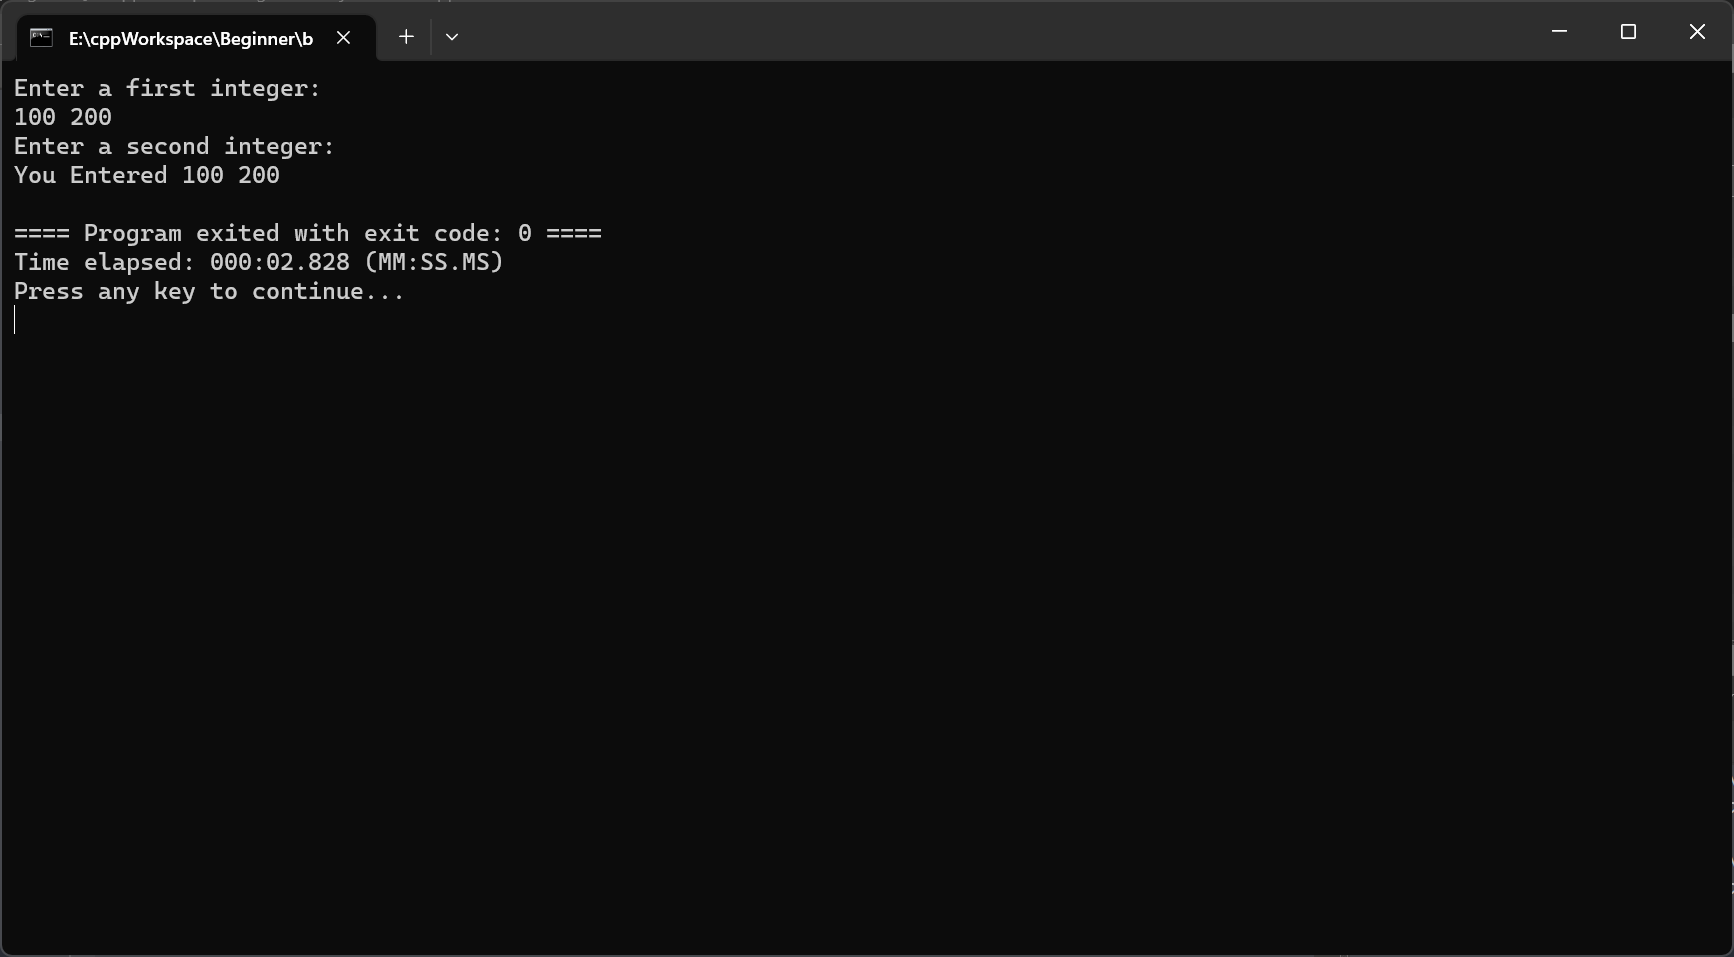 E:\cppWorkspace\Beginner\b
Enter a first integer:
100 200
Enter a second integer:
You Entered 100 200
==== Program exited with exit code: 0 ====
Time elapsed: 000:02.828 (MM:SS.MS)
Press any key to continue...